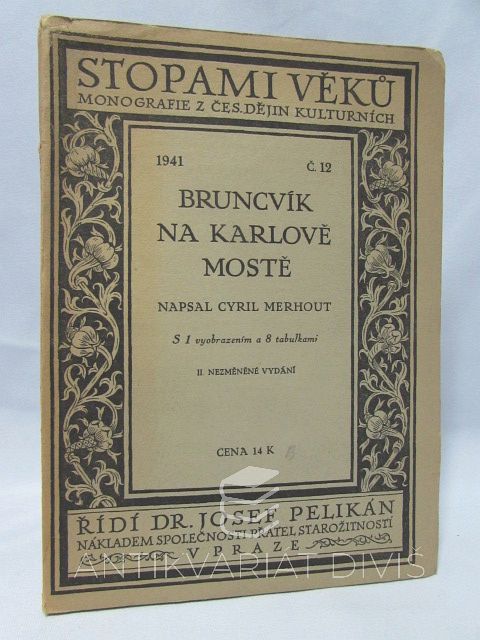 STOPAMI VĚKŮ
MONOGRAFIE Z ČES. DĚJIN KULTURNÍCH
1941 Č. 12
BRUNCVÍK
NA KARLOVĚ
MOSTĚ
NAPSAL CYRIL MERHOUT
S 1 vyobrazením a 8 tabulkami
II. NEZMĚNĚNÉ VYDÁNÍ
CENA 14 K
ŘÍDÍ DR. JOSEF PELIKÁN
NÁKLADEM SPOLEČNOSTI PŘÁTEL STAROŽITNOSTÍ
V PRAZE
ANTIKVARIÁT DIVIŠ